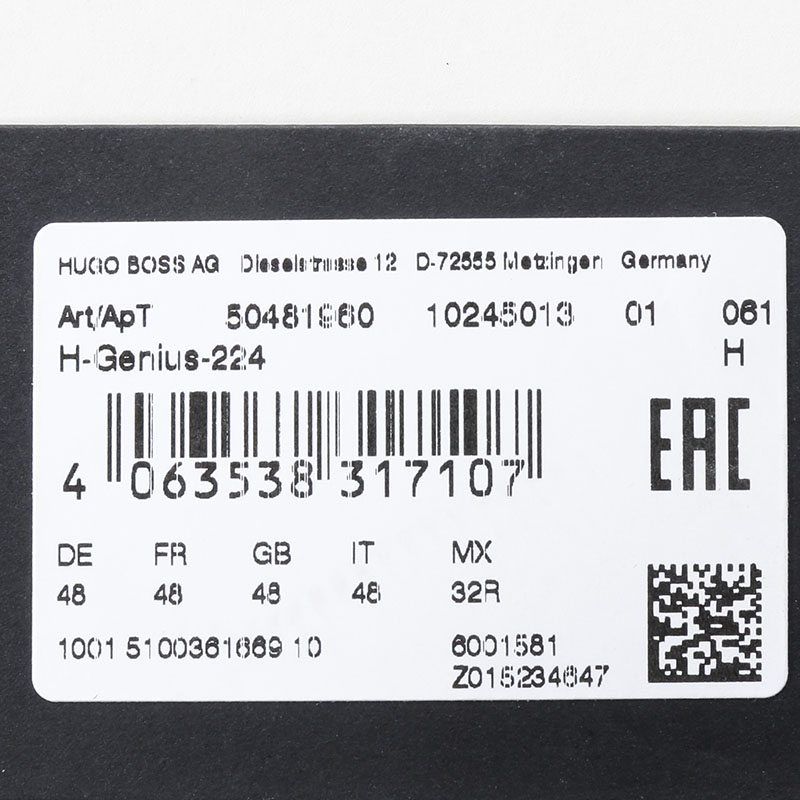 HUGO BOSS AG Dieselstrasse 12 D-72555 Metzingen Germany
Art/ApT 50481960 10245013 01 061
H-Genius-224 H
4 063538 317107
EAC
DE FR GB IT MX
48 48 48 48 32R
1001 5100361669 10 6001581
Z015234647